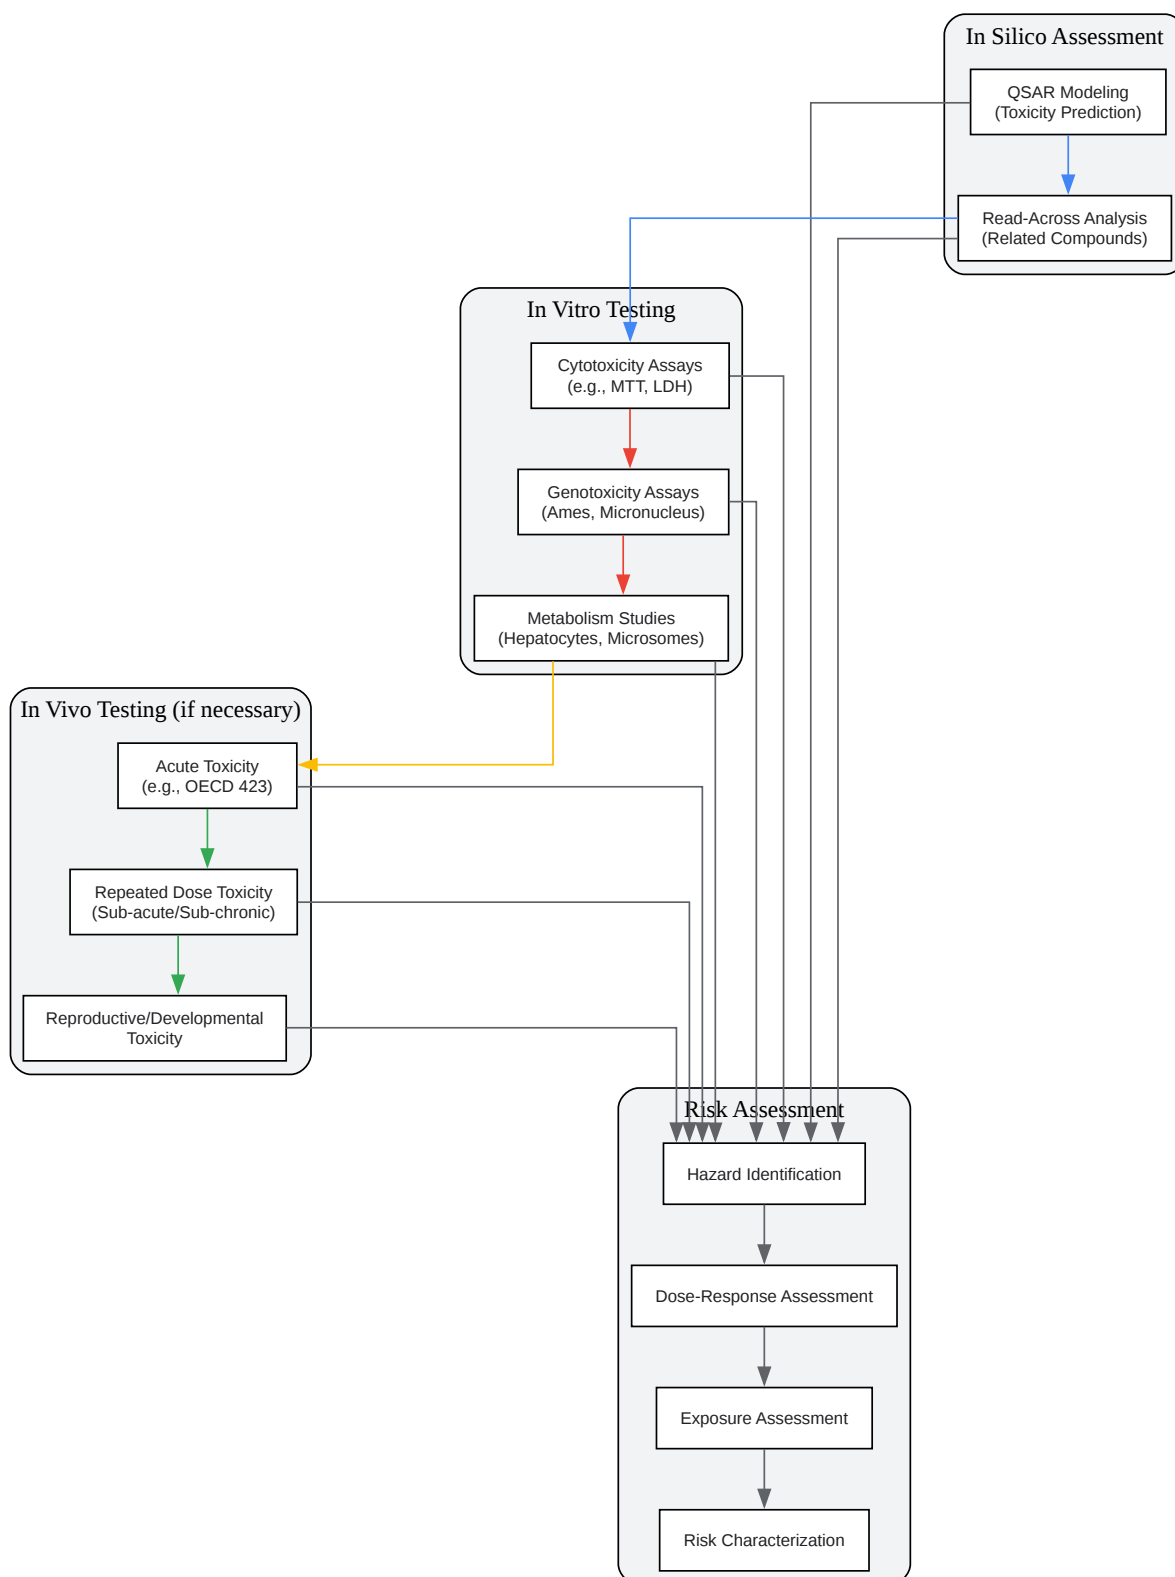 In Silico Assessment
QSAR Modeling
(Toxicity Prediction)
Read-Across Analysis
(Related Compounds)
In Vitro Testing
Cytotoxicity Assays
(e.g., MTT, LDH)
Genotoxicity Assays
(Ames, Micronucleus)
Metabolism Studies
(Hepatocytes, Microsomes)
In Vivo Testing (if necessary)
Acute Toxicity
(e.g., OECD 423)
Repeated Dose Toxicity
(Sub-acute/Sub-chronic)
Reproductive/Developmental
Toxicity
Risk Assessment
Hazard Identification
Dose-Response Assessment
Exposure Assessment
Risk Characterization